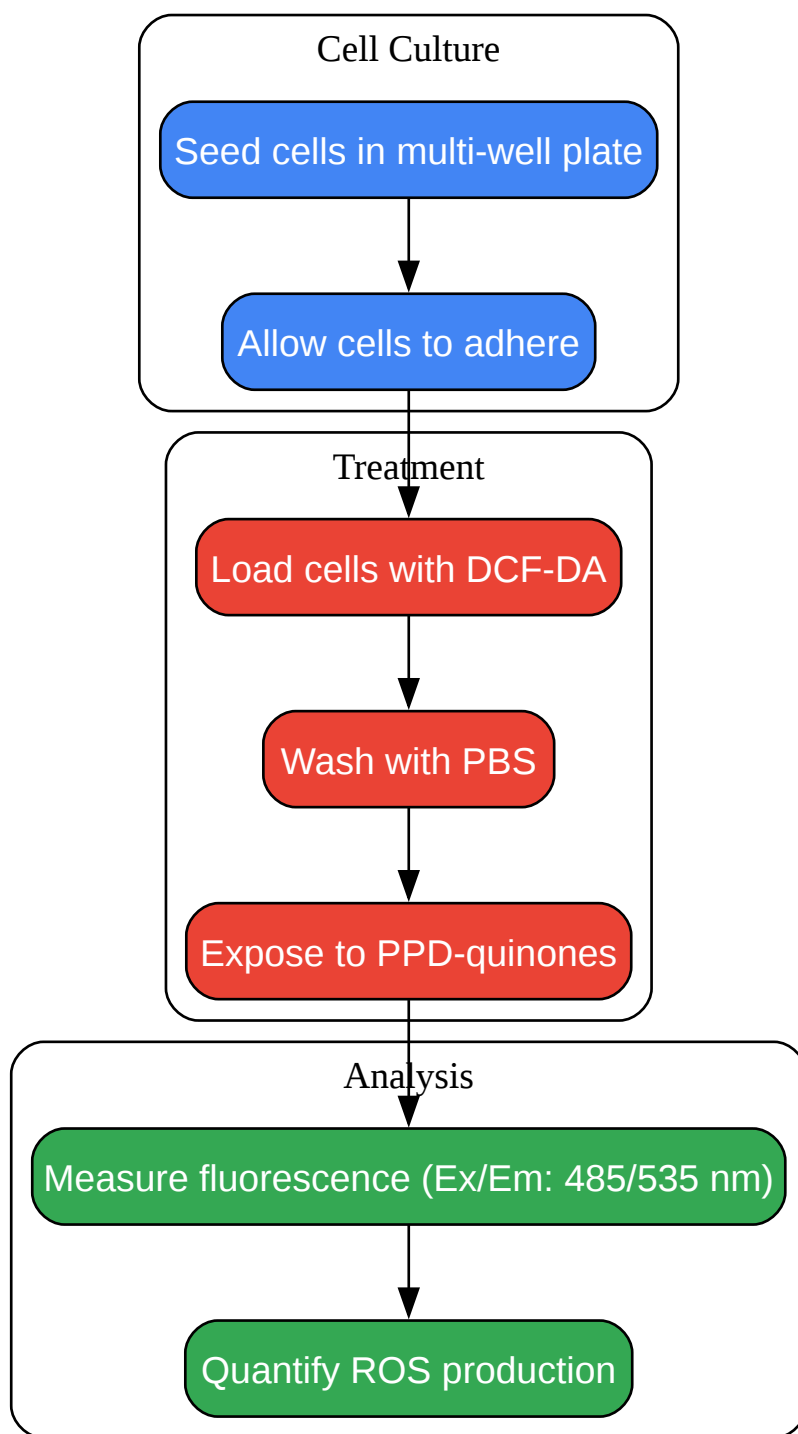 Cell Culture
Seed cells in multi-well plate
Allow cells to adhere
Treatment
Load cells with DCF-DA
Wash with PBS
Expose to PPD-quinones
Analysis
Measure fluorescence (Ex/Em: 485/535 nm)
Quantify ROS production